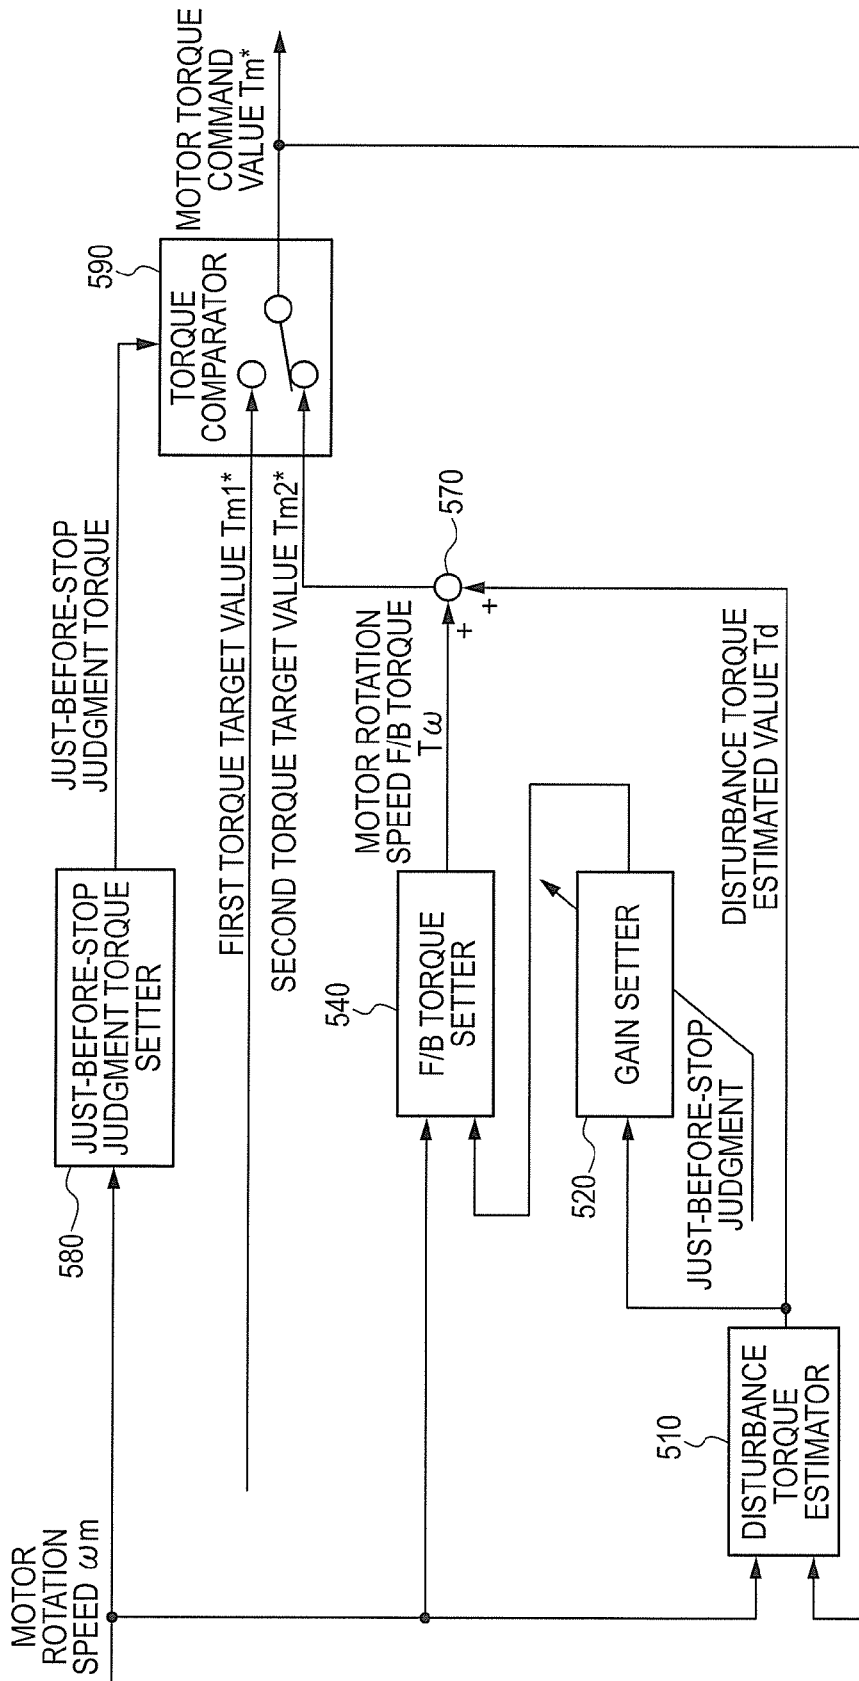 MOTOR
ROTATION
SPEED ωm
580
JUST-BEFORE-STOP
JUDGMENT TORQUE
SETTER
JUST-BEFORE-STOP
JUDGMENT TORQUE
590
TORQUE
COMPARATOR
MOTOR TORQUE
COMMAND
VALUE Tm*
FIRST TORQUE TARGET VALUE Tm1*
SECOND TORQUE TARGET VALUE Tm2*
540
F/B TORQUE
SETTER
MOTOR ROTATION
SPEED F/B TORQUE
Tω
+
+
570
520
GAIN SETTER
JUST-BEFORE-STOP
JUDGMENT
510
DISTURBANCE
TORQUE
ESTIMATOR
DISTURBANCE TORQUE
ESTIMATED VALUE Td